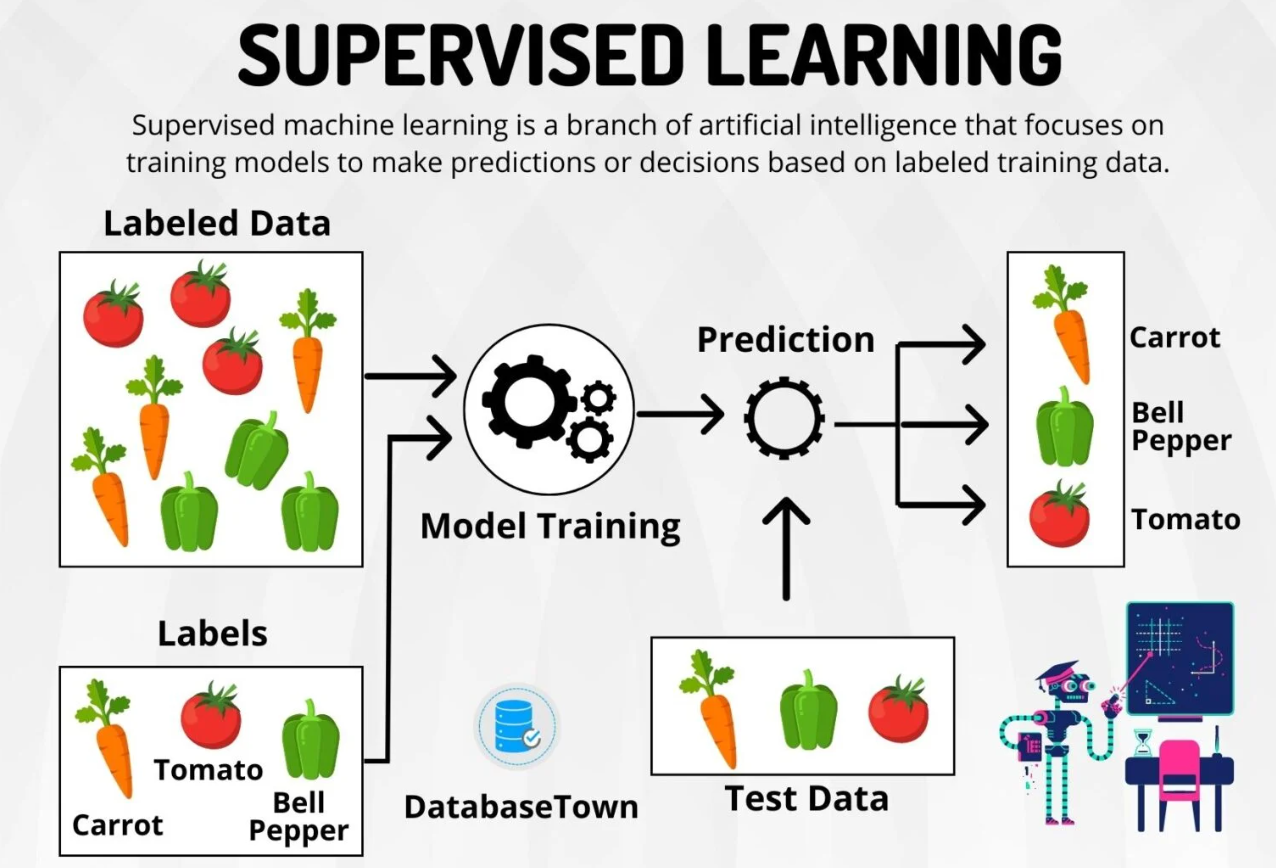 SUPERVISED LEARNING
Supervised machine learning is a branch of artificial intelligence that focuses on
training models to make predictions or decisions based on labeled training data.
Labeled Data
Model Training
Prediction
Carrot
Bell
Pepper
Tomato
Labels
Carrot
Tomato
Bell
Pepper
DatabaseTown
Test Data